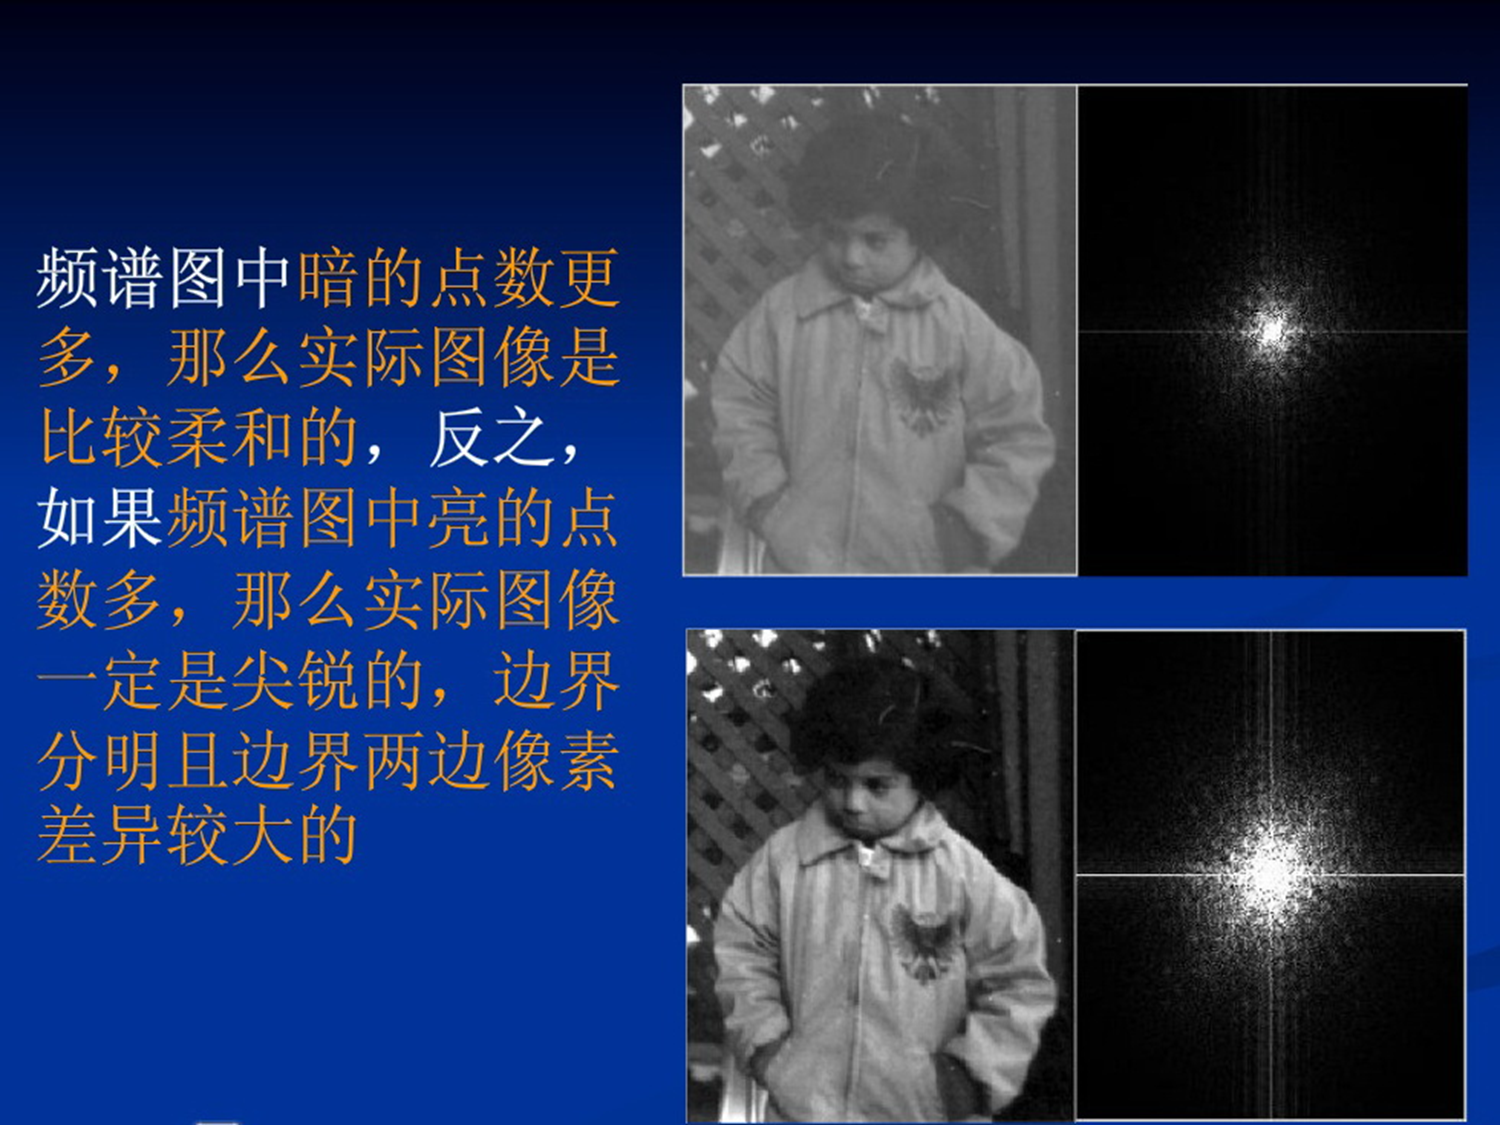 频谱图中暗的点数更
多，那么实际图像是
比较柔和的，反之，
如果频谱图中亮的点
数多，那么实际图像
一定是尖锐的，边界
分明且边界两边像素
差异较大的